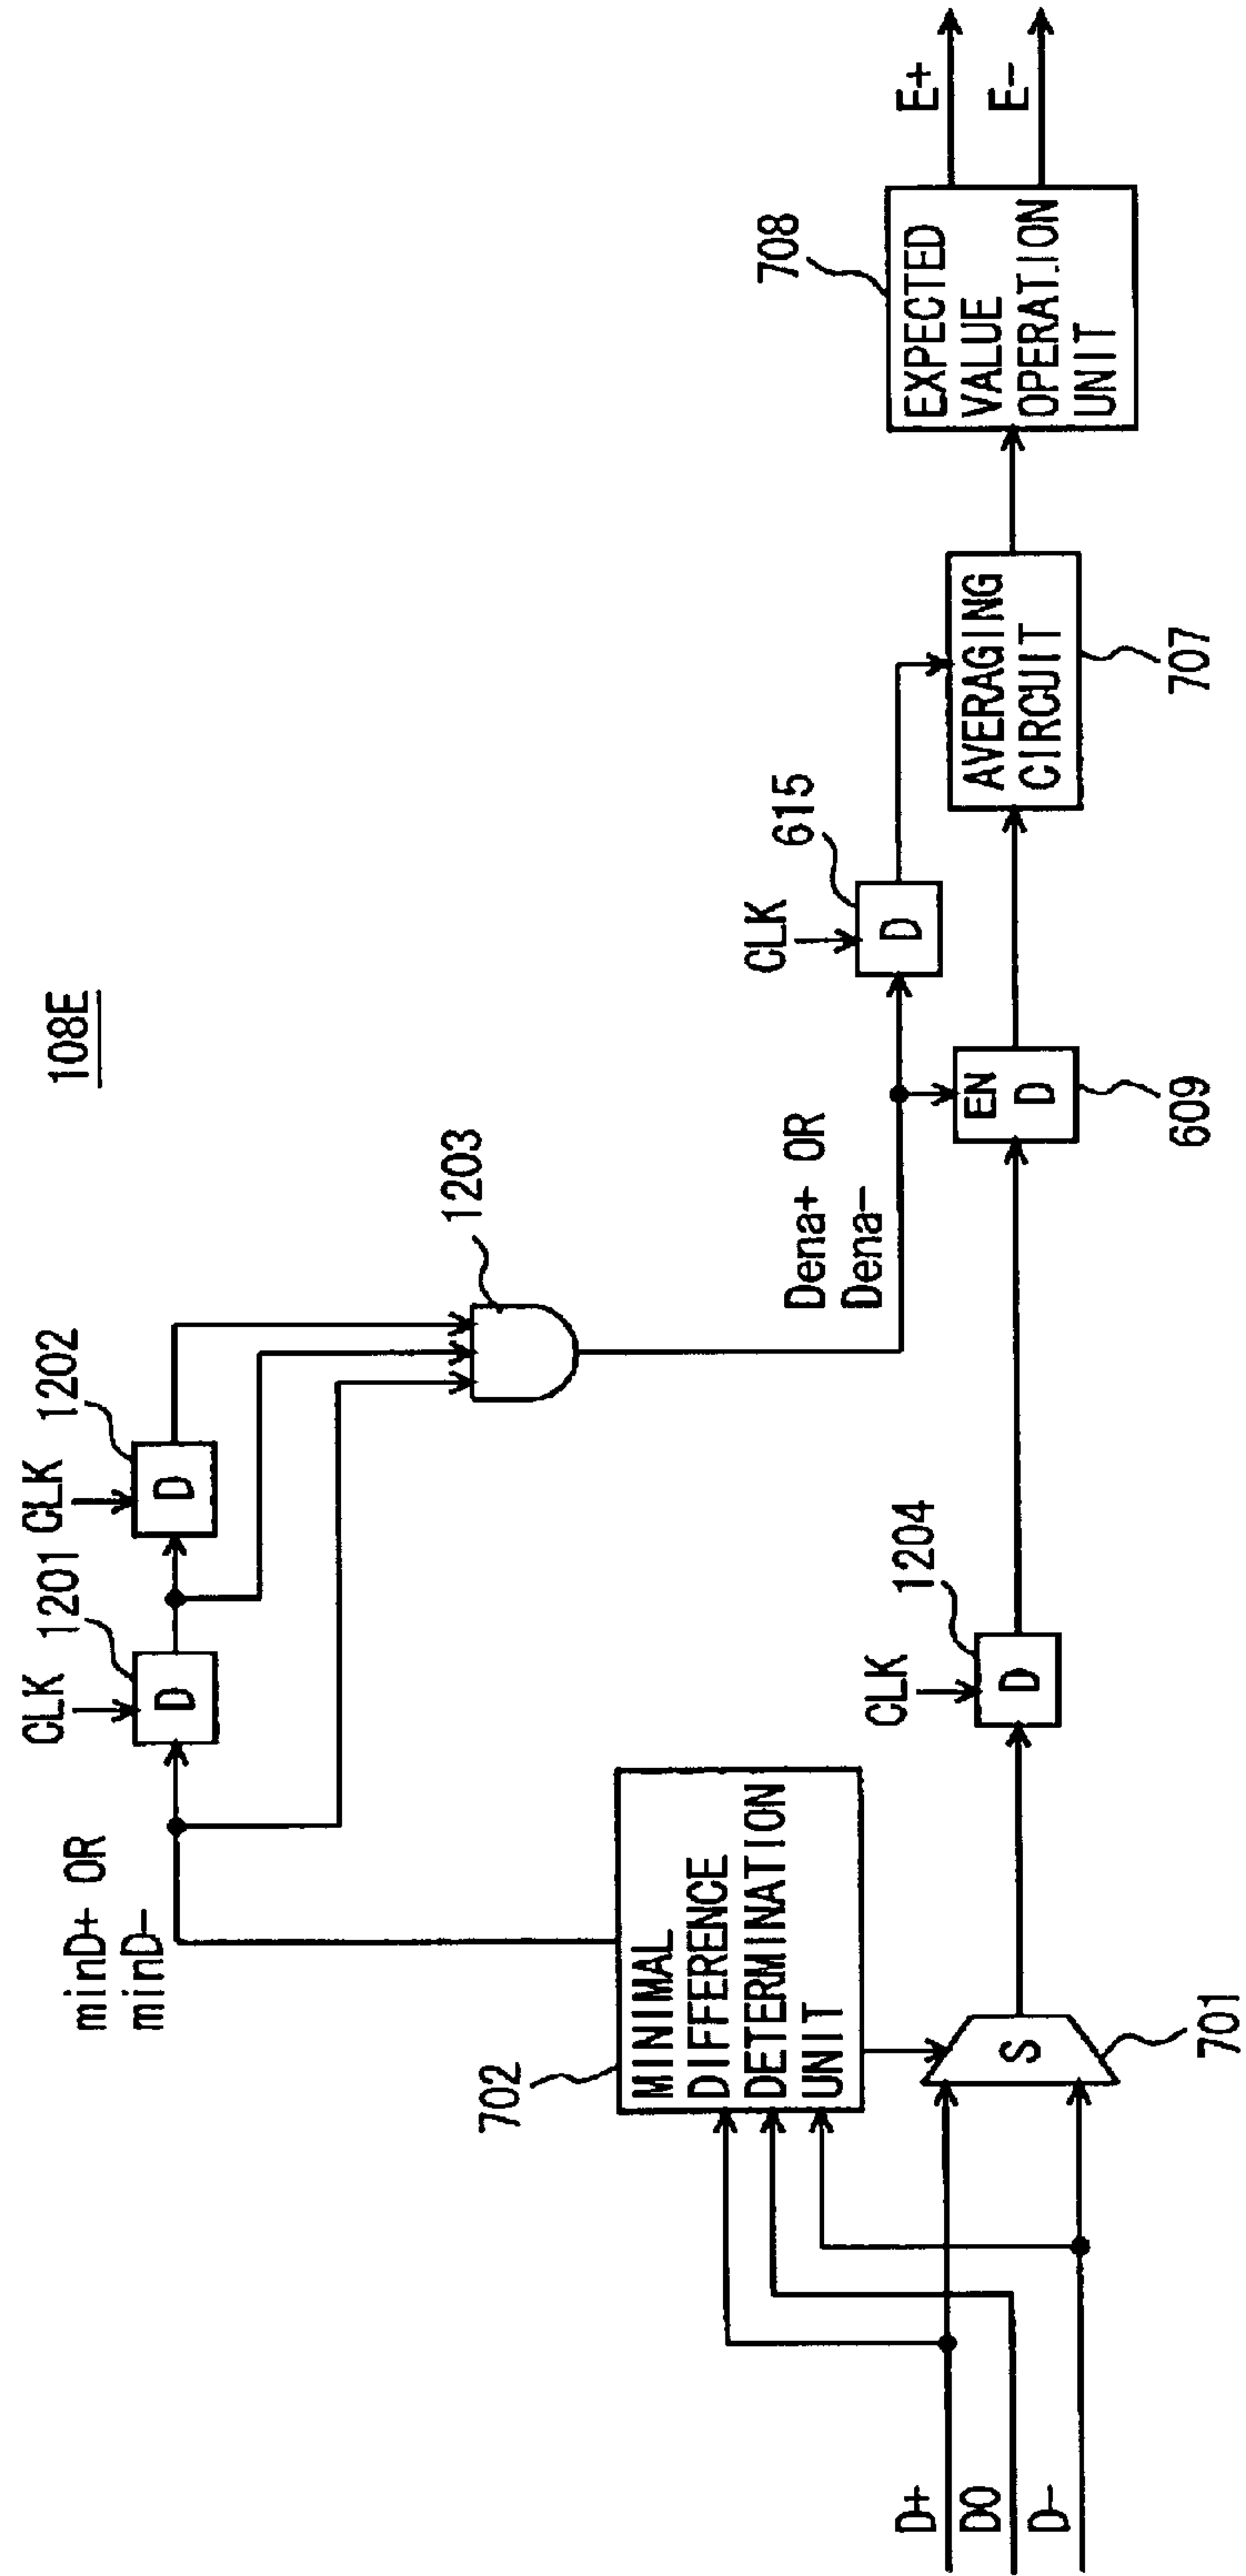 108E
minD+ OR
minD-
CLK
1201
D
CLK
1202
D
1203
702
MINIMAL
DIFFERENCE
DETERMINATION
UNIT
D+
D0
D-
S
701
CLK
1204
D
Dena+ OR
Dena-
CLK
615
D
EN
D
609
AVERAGING
CIRCUIT
707
708
EXPECTED
VALUE
OPERATION
UNIT
E+
E-